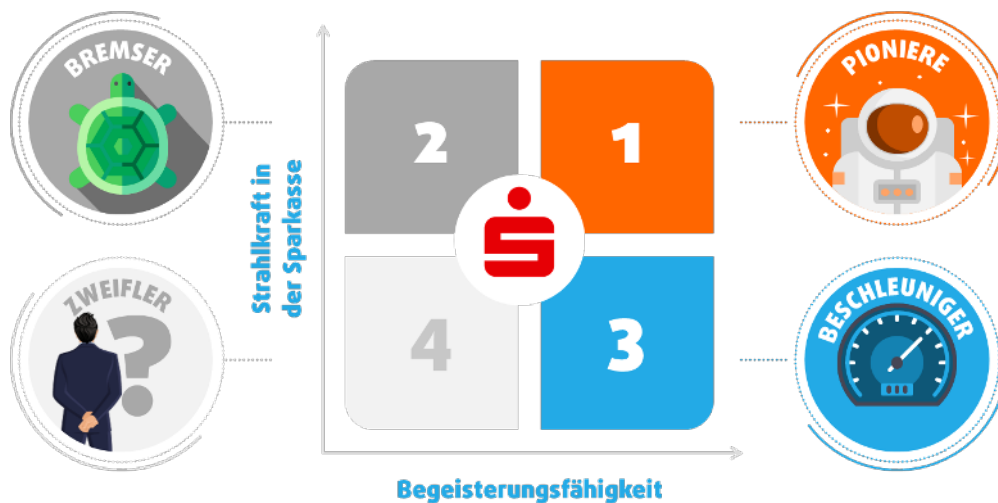 BREMSER
PIONIERE
2
1
Strahlkraft in
der Sparkasse
ZWEIFLER
?
4
3
BESCHLEUNIGER
Begeisterungsfähigkeit